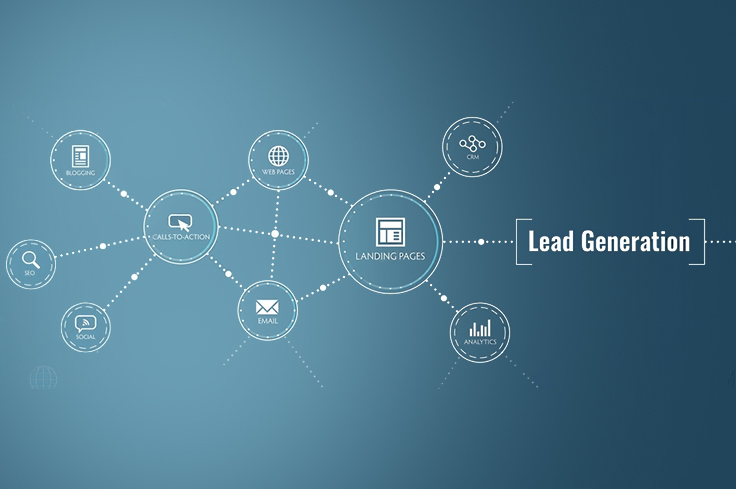 BLOGGING
WEB PAGES
CRM
CALLS-TO-ACTION
LANDING PAGES
Lead Generation
SEO
SOCIAL
EMAIL
ANALYTICS